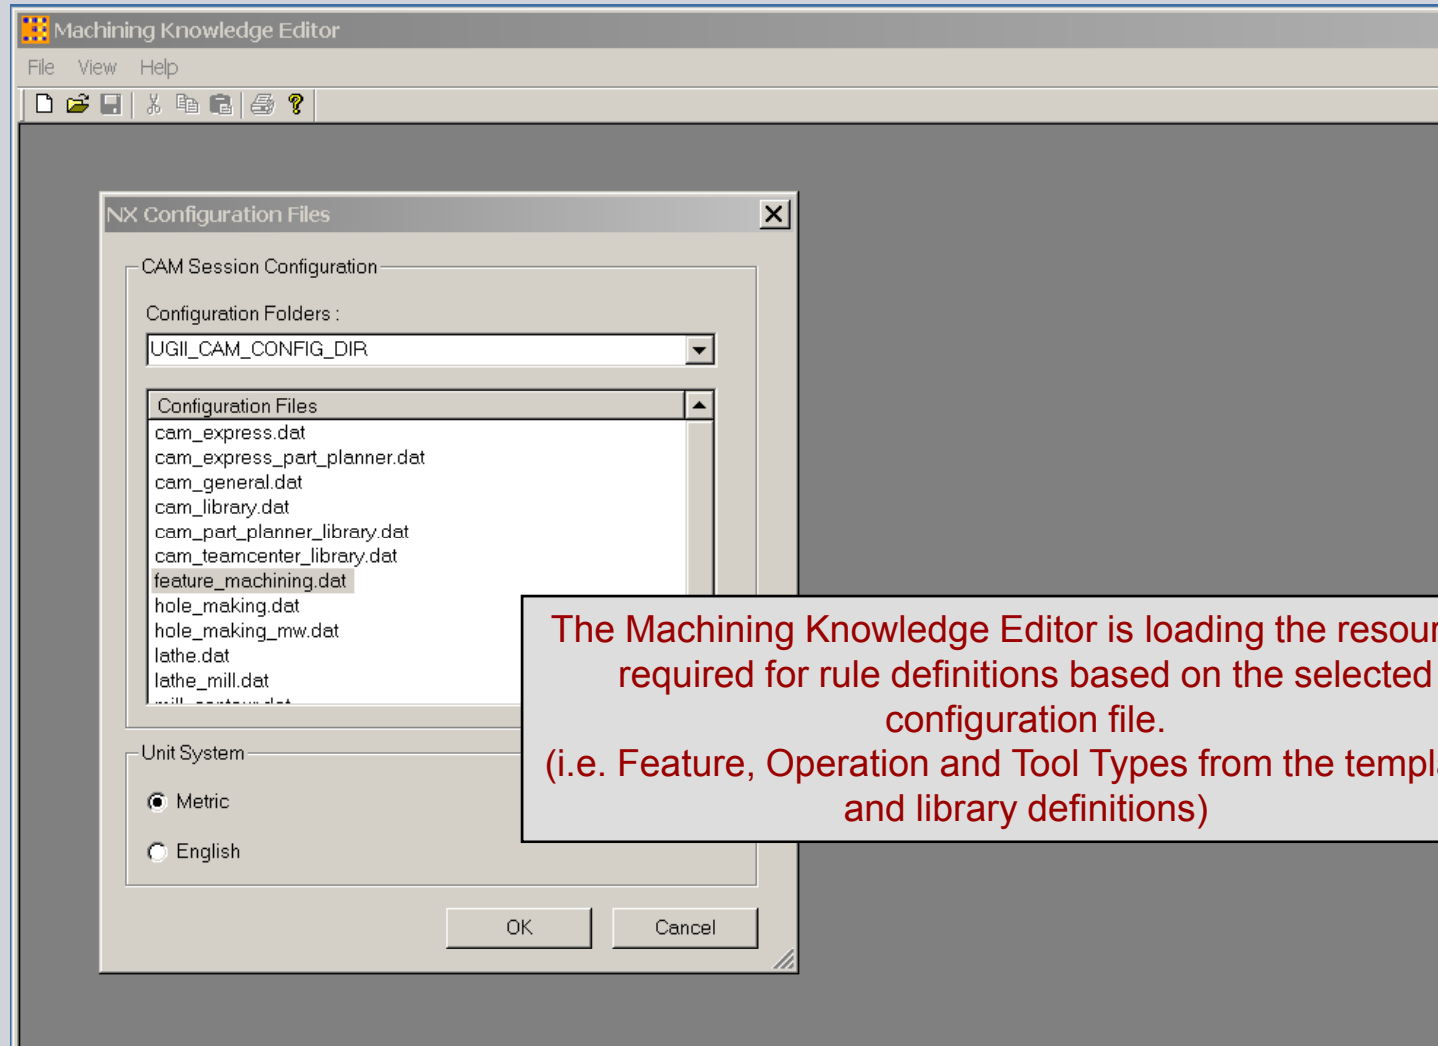 Machining Knowledge Editor
File View Help
NX Configuration Files
CAM Session Configuration
Configuration Folders :
UGII_CAM_CONFIG_DIR
Configuration Files
cam_express.dat
cam_express_part_planner.dat
cam_general.dat
cam_library.dat
cam_part_planner_library.dat
cam_teamcenter_library.dat
feature_machining.dat
hole_making.dat
hole_making_mw.dat
lathe.dat
lathe_mill.dat
The Machining Knowledge Editor is loading the
required for rule definitions based on the selected
configuration file.
(i.e. Feature, Operation and Tool Types from the
and library definitions)
Unit System
Metric
English
OK Cancel